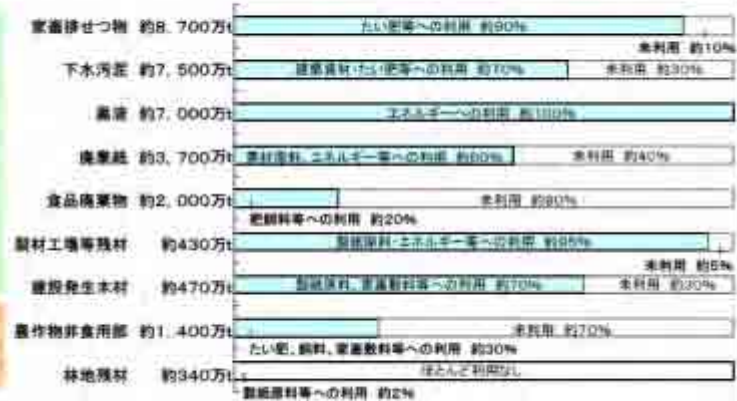 家畜排せつ物 約8,700万t たい肥等への利用 約90%
未利用 約10%
下水汚泥 約7,500万t 建築資材・たい肥等への利用 約70% 未利用 約30%
黒液 約7,000万t エネルギーへの利用 約100%
廃棄紙 約3,700万t 素材原料、エネルギー等への利用 約60% 未利用 約40%
食品廃棄物 約2,000万t 未利用 約80%
肥飼料等への利用 約20%
製材工場等残材 約430万t 製紙原料・エネルギー等への利用 約95%
未利用 約5%
建設発生木材 約470万t 製紙原料、家畜敷料等への利用 約70% 未利用 約30%
農作物非食用部 約1,400万t 未利用 約70%
たい肥、飼料、家畜敷料等への利用 約30%
林地残材 約340万t ほとんど利用なし
製紙原料等への利用 約2%